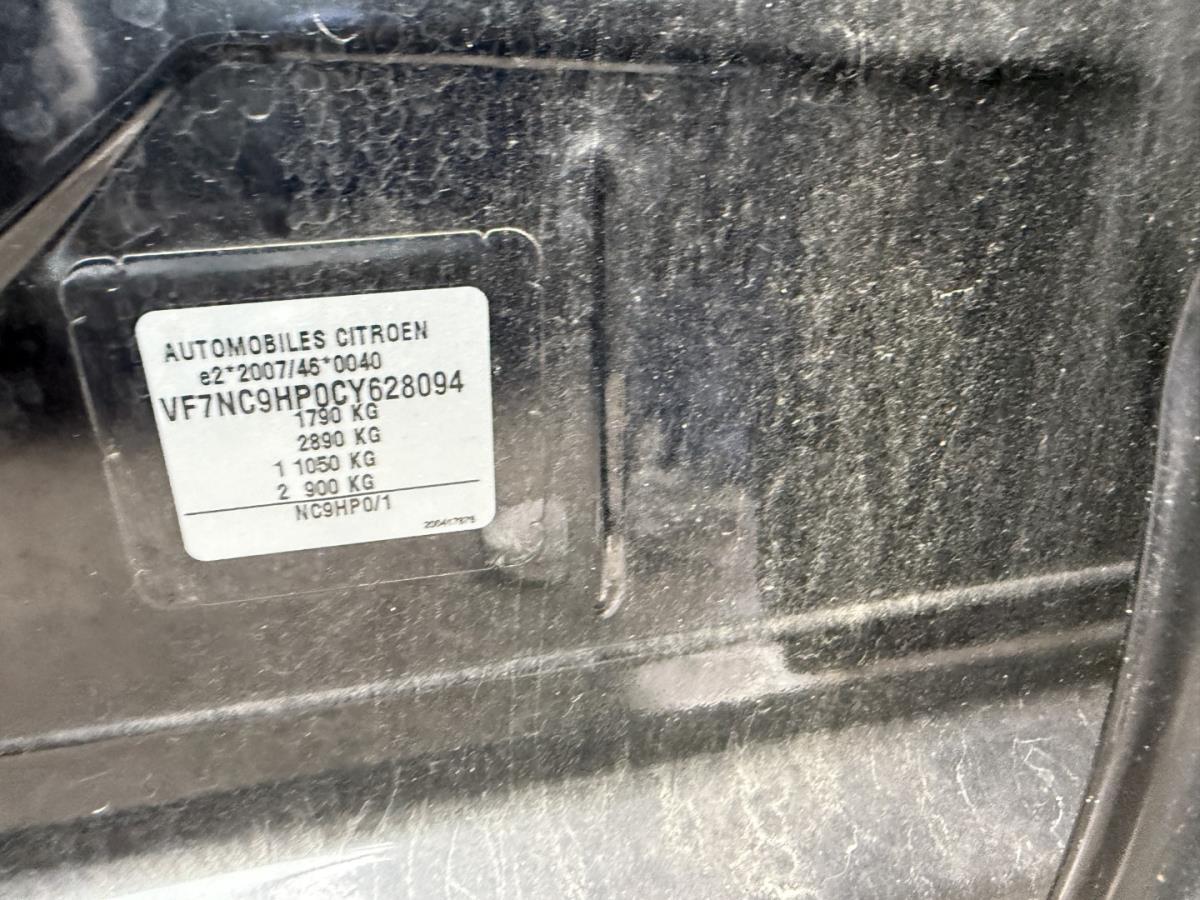 AUTOMOBILES CITROEN
e2*2007/46*0040
VF7NC9HP0CY628094
1790 KG
2890 KG
1 1050 KG
2 900 KG
NC9HP0/1